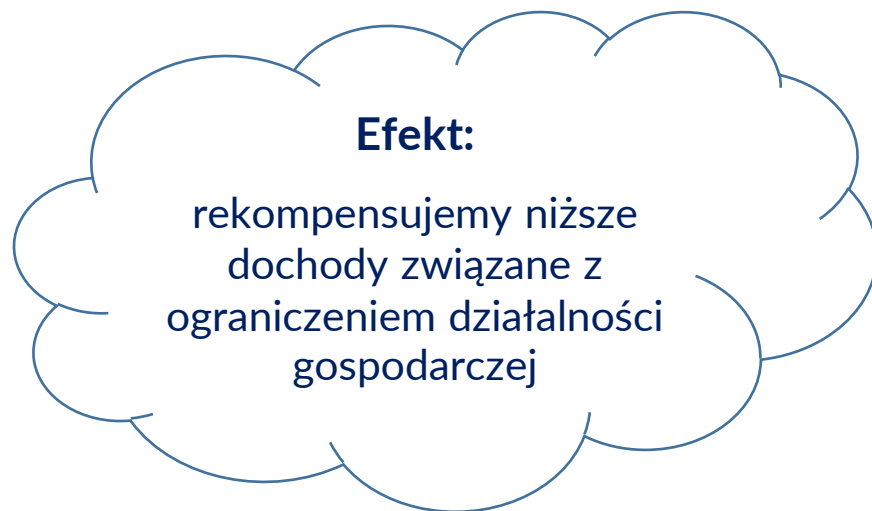 Efekt:
rekompensujemy niższe
dochody związane z
ograniczeniem działalności
gospodarczej